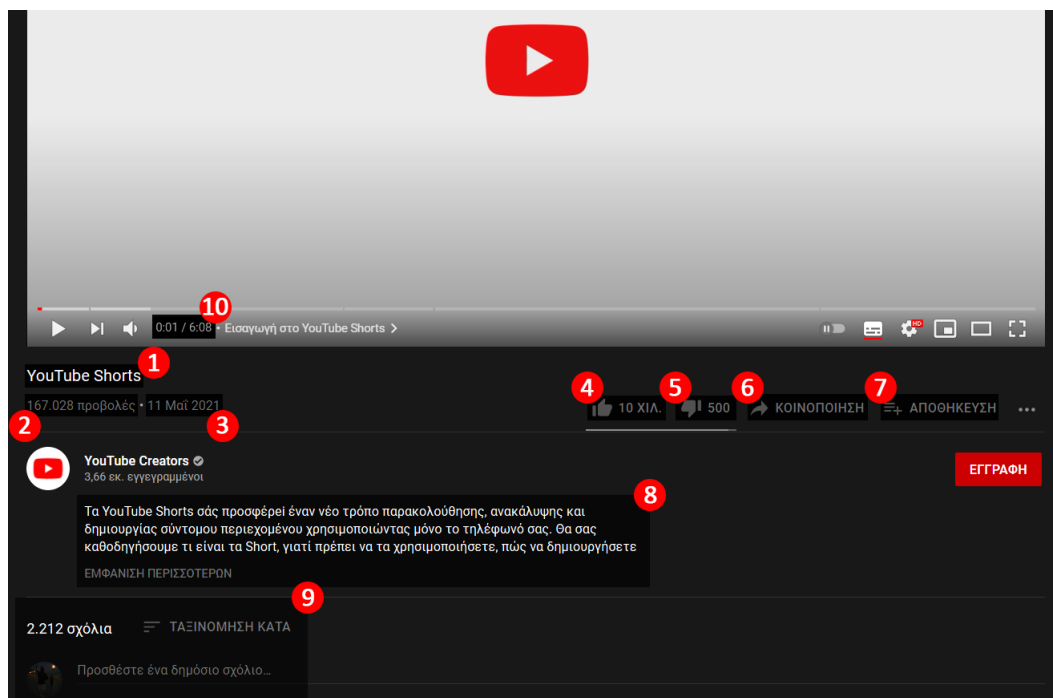 10
0:01 / 6:08 • Εισαγωγή στο YouTube Shorts >
HD
1
YouTube Shorts
4 5 6 7
167.028 προβολές • 11 Μαΐ 2021
10 ΧΙΛ. 500 ΚΟΙΝΟΠΟΙΗΣΗ ΑΠΟΘΗΚΕΥΣΗ ...
2 3
YouTube Creators
3,66 εκ. εγγεγραμμένοι
ΕΓΓΡΑΦΗ
8
Τα YouTube Shorts σάς προσφέρei έναν νέο τρόπο παρακολούθησης, ανακάλυψης και
δημιουργίας σύντομου περιεχομένου χρησιμοποιώντας μόνο το τηλέφωνό σας. Θα σας
καθοδηγήσουμε τι είναι τα Short, γιατί πρέπει να τα χρησιμοποιήσετε, πώς να δημιουργήσετε
ΕΜΦΑΝΙΣΗ ΠΕΡΙΣΣΟΤΕΡΩΝ
9
2.212 σχόλια ΤΑΞΙΝΟΜΗΣΗ ΚΑΤΑ
Προσθέστε ένα δημόσιο σχόλιο...